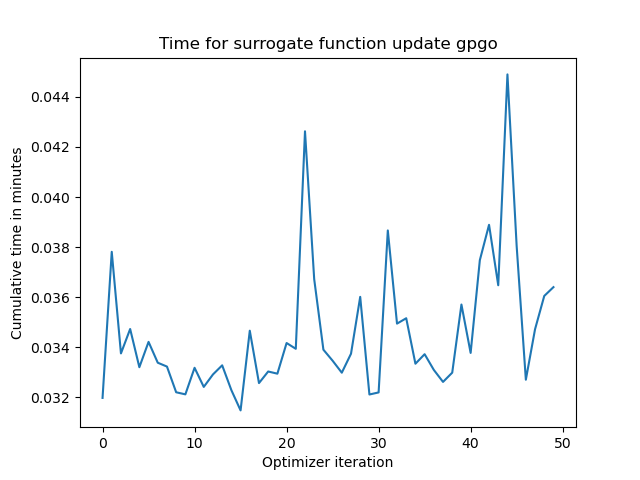 Time for surrogate function update gpgo
Cumulative time in minutes
0.044
0.042
0.040
0.038
0.036
0.034
0.032
0 10 20 30 40 50
Optimizer iteration